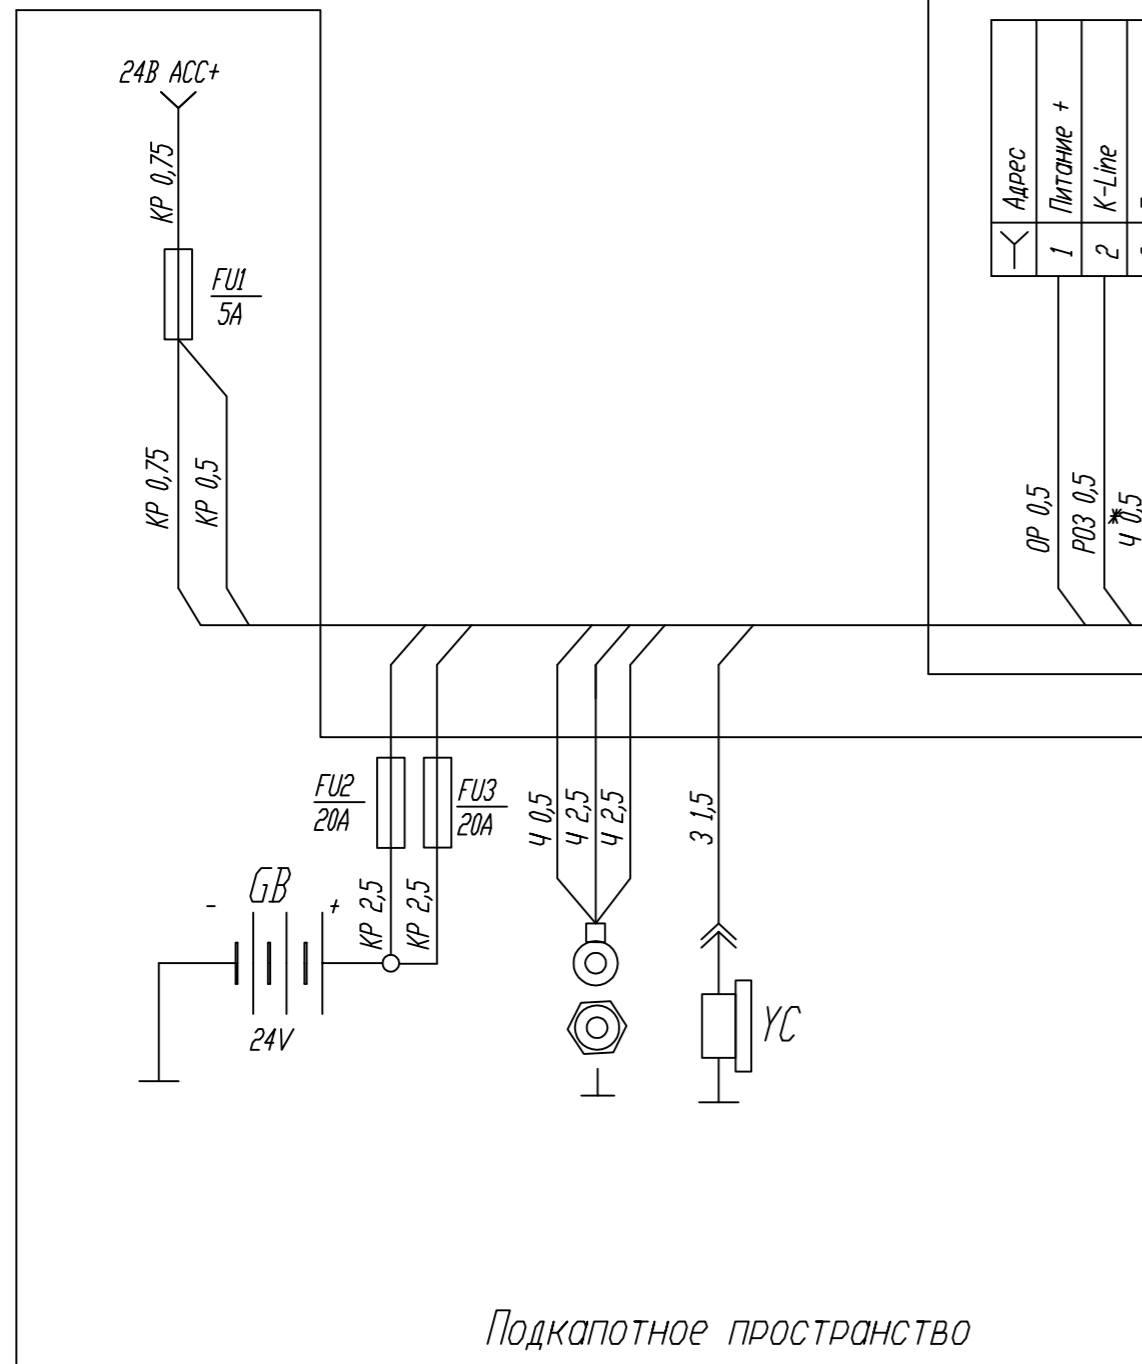 24В АСС+
КР 0,75
FU1
5А
КР 0,75
КР 0,5
Адрес
Питание +
K-Line
1
2
ОР 0,5
РОЗ 0,5
Ч 0,5
*
FU2
20А
FU3
20А
Ч 0,5
Ч 2,5
Ч 2,5
З 1,5
GB
-
+
КР 2,5
КР 2,5
24V
YC
Подкапотное пространство